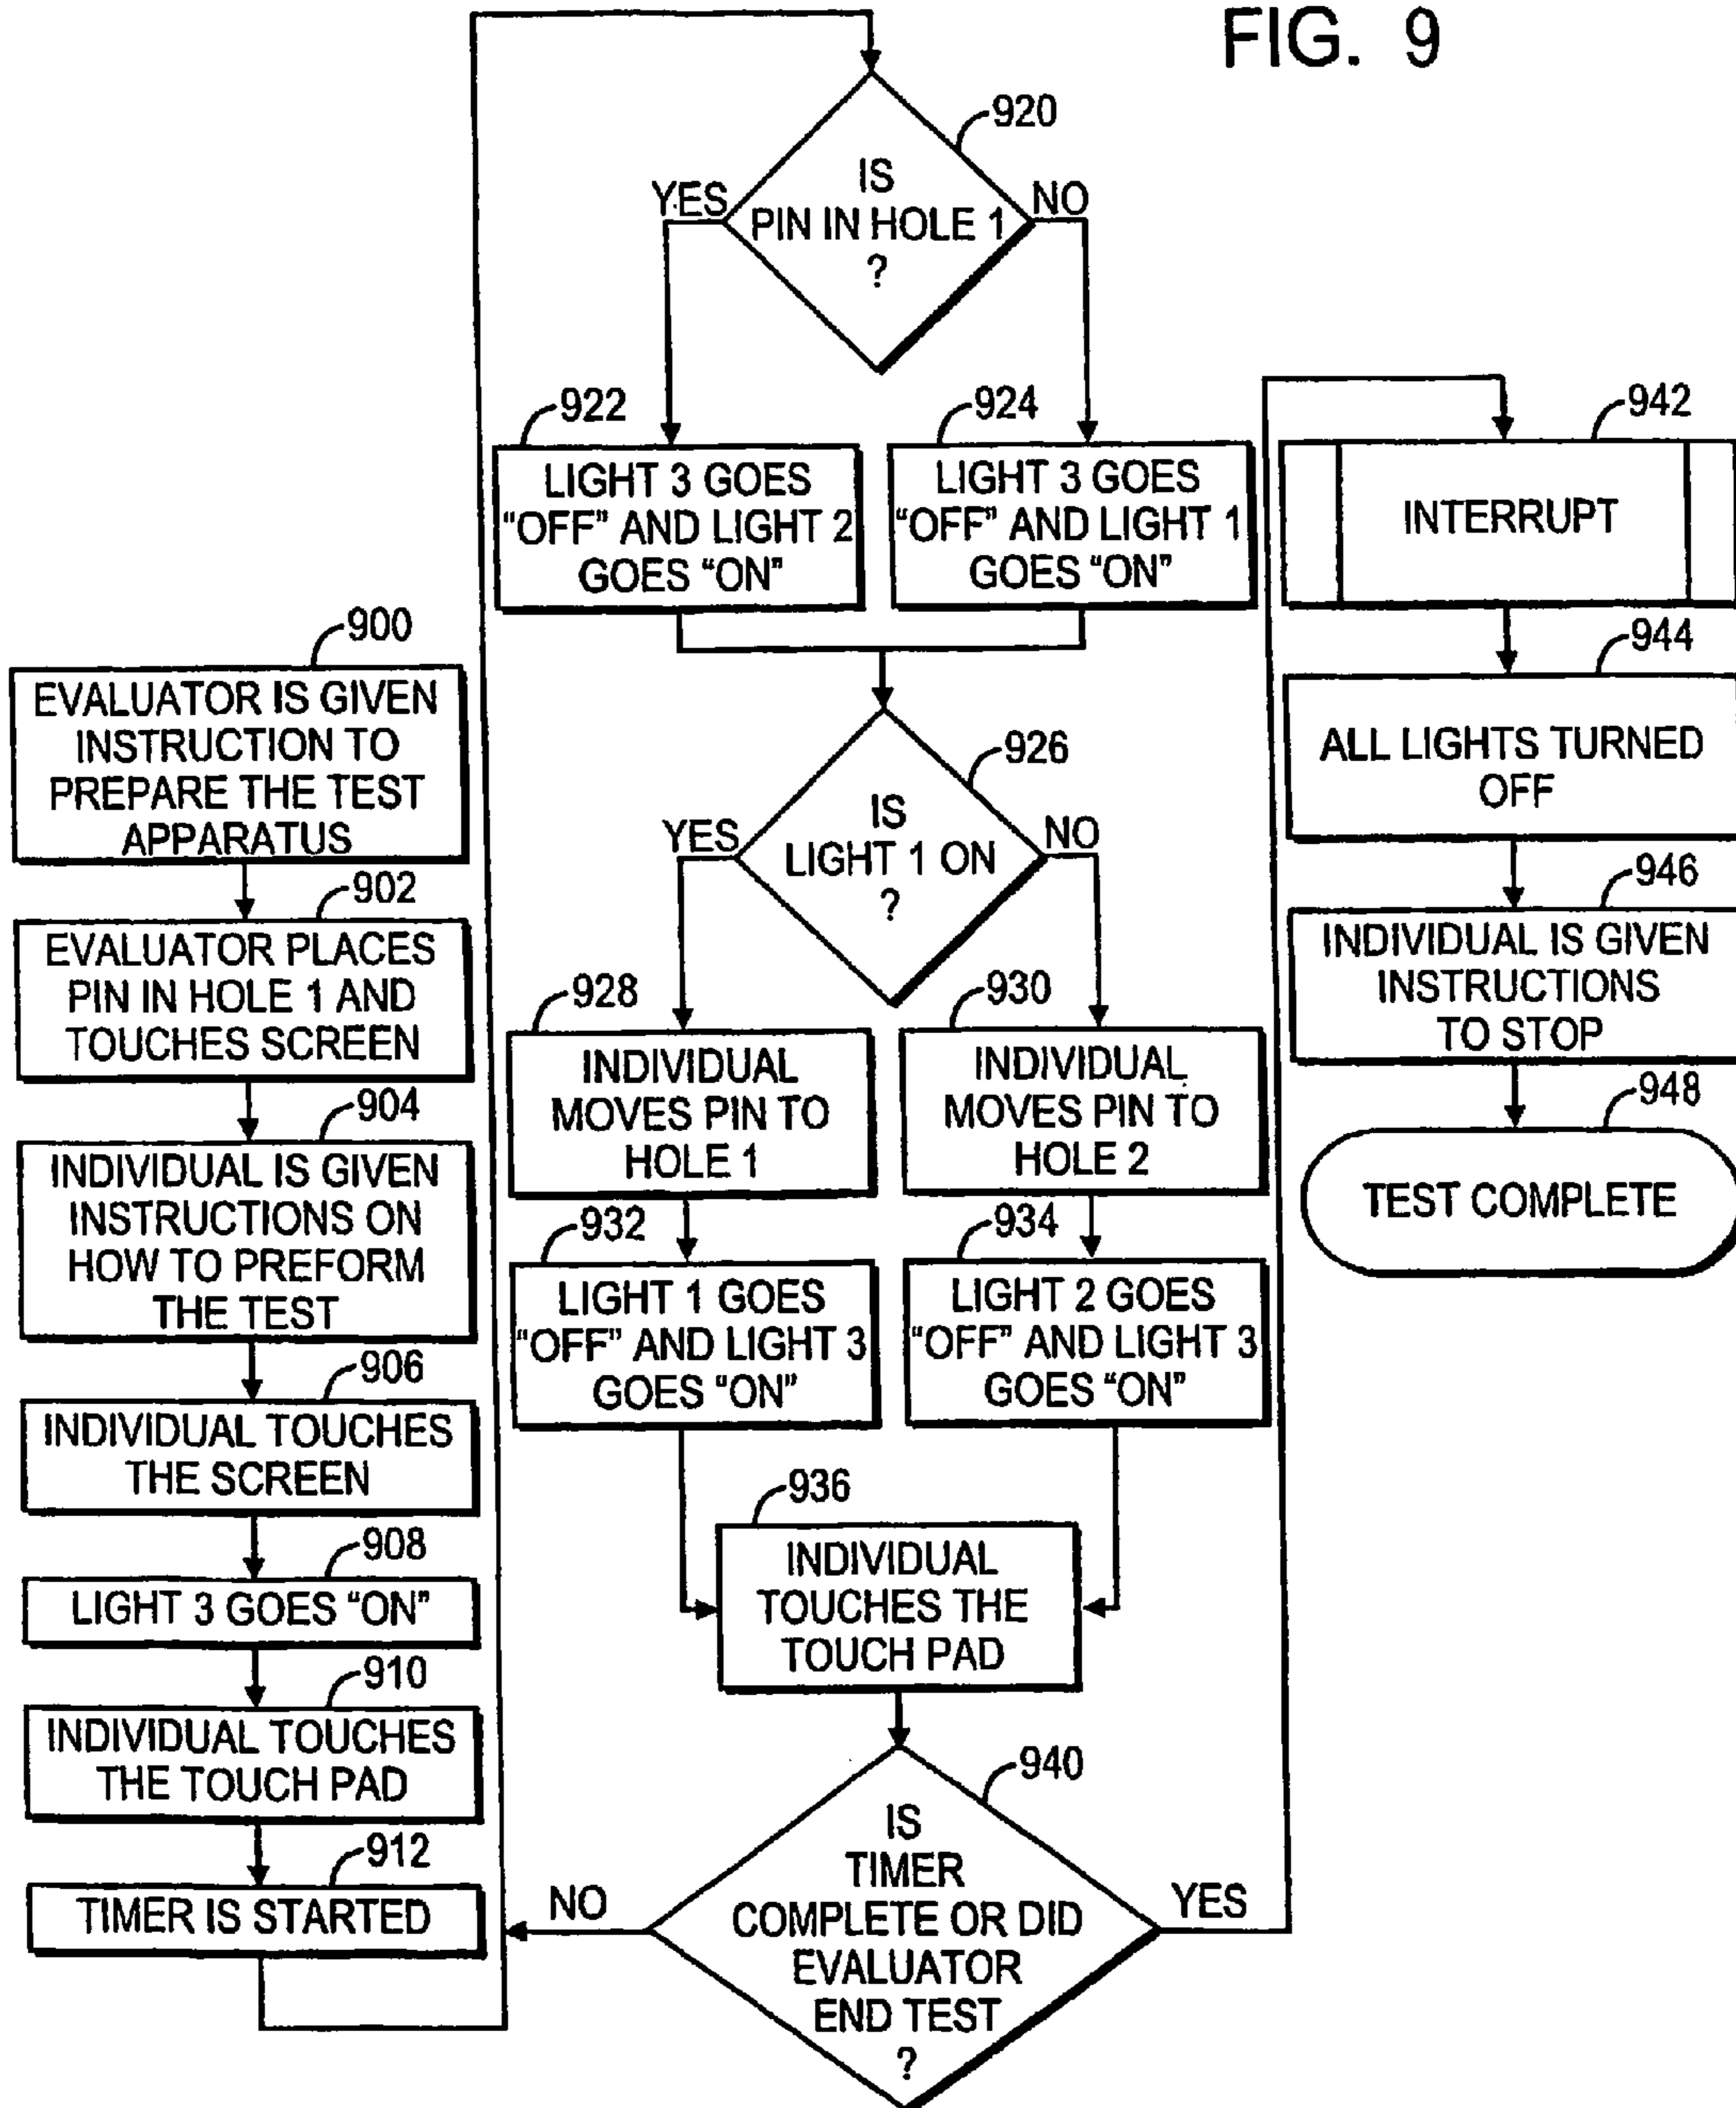 FIG. 9
900
EVALUATOR IS GIVEN
INSTRUCTION TO
PREPARE THE TEST
APPARATUS
902
EVALUATOR PLACES
PIN IN HOLE 1 AND
TOUCHES SCREEN
904
INDIVIDUAL IS GIVEN
INSTRUCTIONS ON
HOW TO PREFORM
THE TEST
906
INDIVIDUAL TOUCHES
THE SCREEN
908
LIGHT 3 GOES “ON”
910
INDIVIDUAL TOUCHES
THE TOUCH PAD
912
TIMER IS STARTED
920
IS
PIN IN HOLE 1
?
YES
NO
922
LIGHT 3 GOES
“OFF” AND LIGHT 2
GOES “ON”
924
LIGHT 3 GOES
“OFF” AND LIGHT 1
GOES “ON”
926
IS
LIGHT 1 ON
?
YES
NO
928
INDIVIDUAL
MOVES PIN TO
HOLE 1
930
INDIVIDUAL
MOVES PIN TO
HOLE 2
932
LIGHT 1 GOES
“OFF” AND LIGHT 3
GOES “ON”
934
LIGHT 2 GOES
“OFF” AND LIGHT 3
GOES “ON”
936
INDIVIDUAL
TOUCHES THE
TOUCH PAD
940
IS
TIMER
COMPLETE OR DID
EVALUATOR
END TEST
?
NO
YES
942
INTERRUPT
944
ALL LIGHTS TURNED
OFF
946
INDIVIDUAL IS GIVEN
INSTRUCTIONS
TO STOP
948
TEST COMPLETE